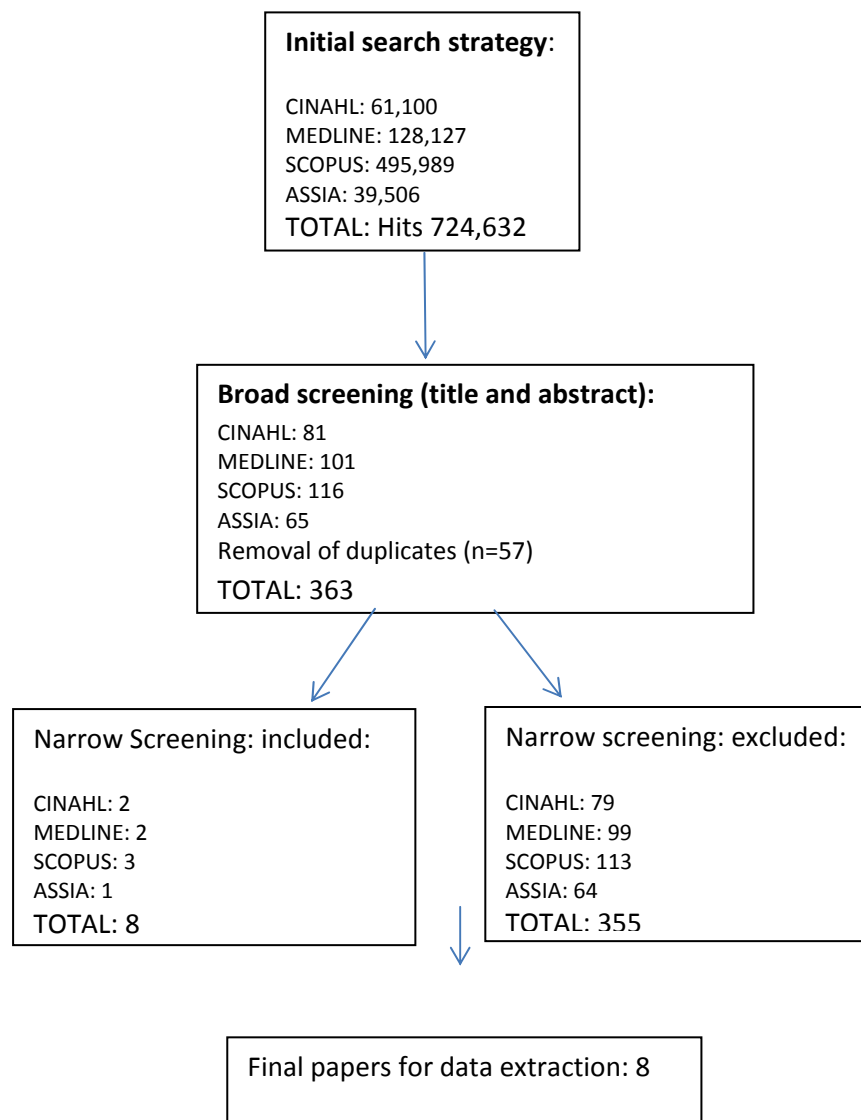 Initial search strategy:
CINAHL: 61,100
MEDLINE: 128,127
SCOPUS: 495,989
ASSIA: 39,506
TOTAL: Hits 724,632
Broad screening (title and abstract):
CINAHL: 81
MEDLINE: 101
SCOPUS: 116
ASSIA: 65
Removal of duplicates (n=57)
TOTAL: 363
Narrow Screening: included:
CINAHL: 2
MEDLINE: 2
SCOPUS: 3
ASSIA: 1
TOTAL: 8
Narrow screening: excluded:
CINAHL: 79
MEDLINE: 99
SCOPUS: 113
ASSIA: 64
TOTAL: 355
Final papers for data extraction: 8